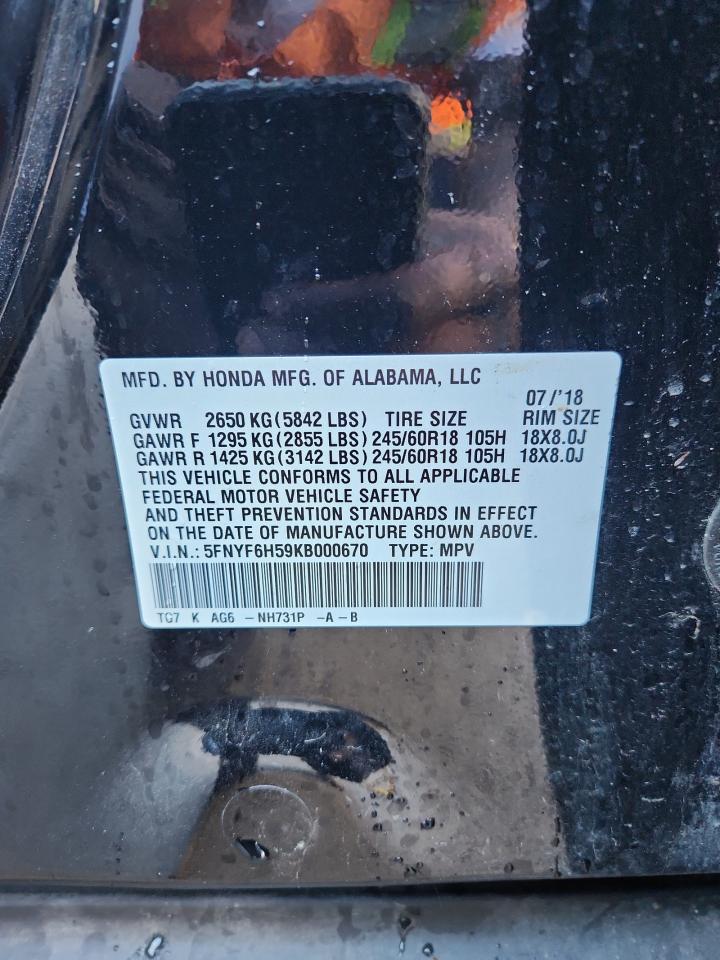 MFD. BY HONDA MFG. OF ALABAMA, LLC
07/'18
GVWR 2650 KG (5842 LBS) TIRE SIZE RIM SIZE
GAWR F 1295 KG (2855 LBS) 245/60R18 105H 18X8.0J
GAWR R 1425 KG (3142 LBS) 245/60R18 105H 18X8.0J
THIS VEHICLE CONFORMS TO ALL APPLICABLE
FEDERAL MOTOR VEHICLE SAFETY
AND THEFT PREVENTION STANDARDS IN EFFECT
ON THE DATE OF MANUFACTURE SHOWN ABOVE.
V.I.N.: 5FNYF6H59KB000670 TYPE: MPV
TG7 K AG6 -NH731P -A-B